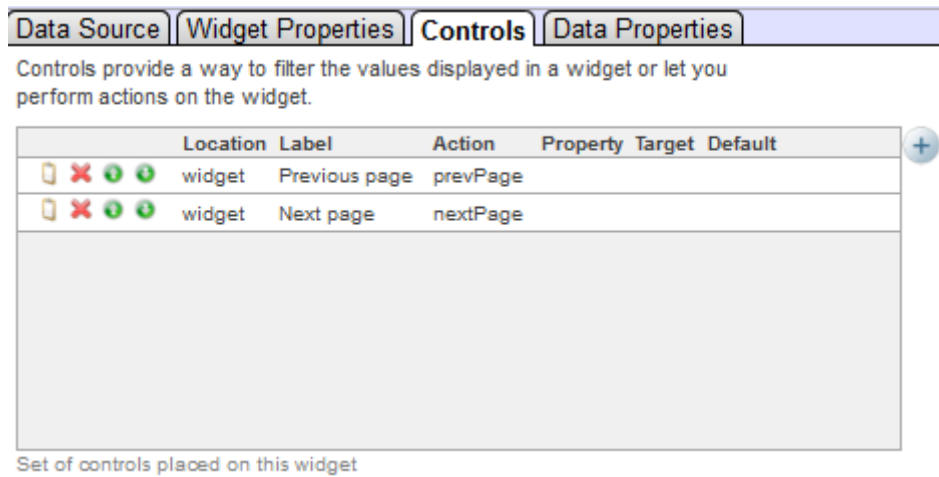 Data Source Widget Properties Controls Data Properties
Controls provide a way to filter the values displayed in a widget or let you
perform actions on the widget.
Location Label Action Property Target Default
widget Previous page prevPage
widget Next page nextPage
Set of controls placed on this widget